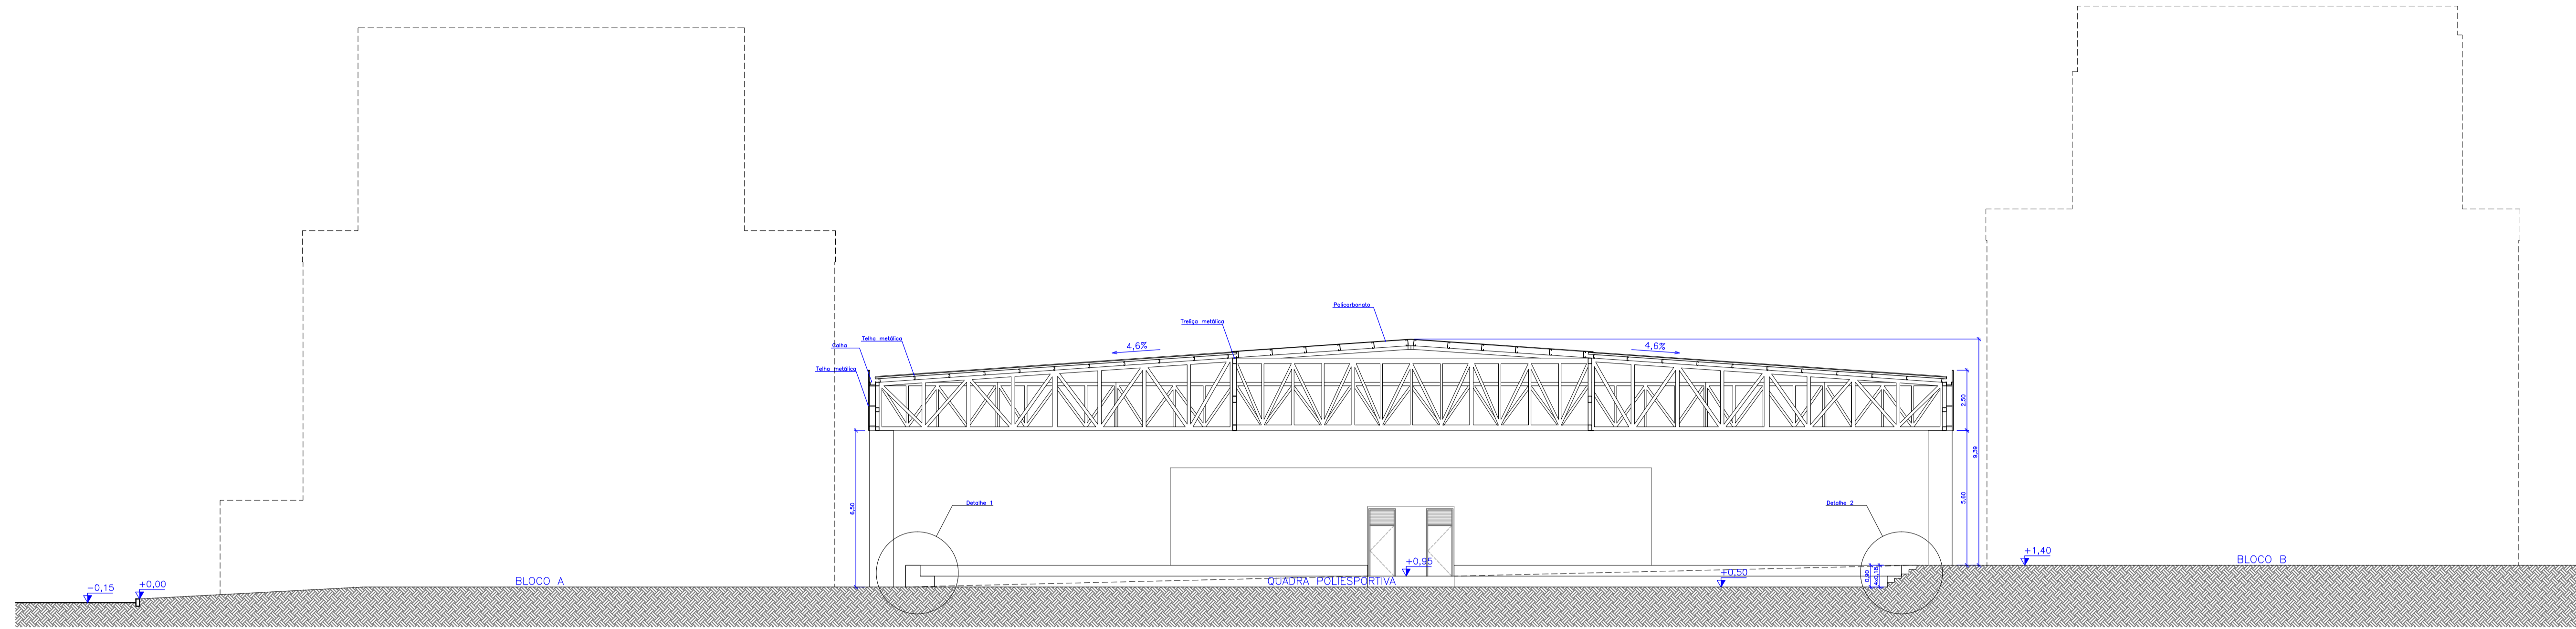 Policarbonato
Treliça metálica
Telha metálica
Calha
Telha metálica
4,6%
4,6%
2,50
9,39
6,50
5,60
Detalhe 1
Detalhe 2
+0,95
+1,40
-0,15
+0,00
BLOCO A
QUADRA POLIESPORTIVA
+0,50
0,90
BLOCO B